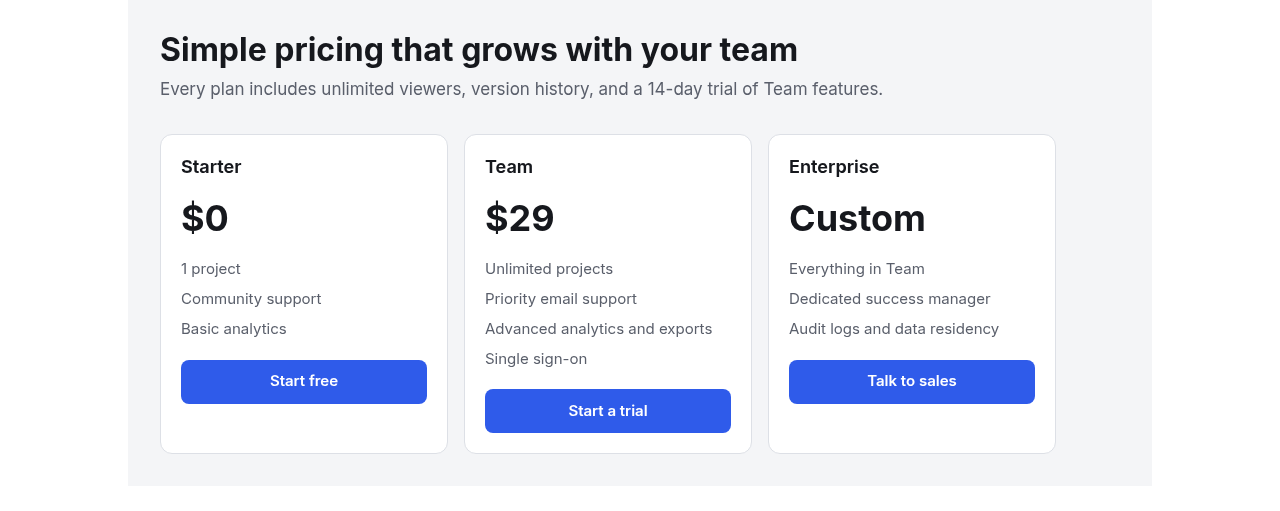 Simple pricing that grows with your team
Every plan includes unlimited viewers, version history, and a 14-day trial of Team features.
Starter
$0
1 project
Community support
Basic analytics
Start free
Team
$29
Unlimited projects
Priority email support
Advanced analytics and exports
Single sign-on
Start a trial
Enterprise
Custom
Everything in Team
Dedicated success manager
Audit logs and data residency
Talk to sales